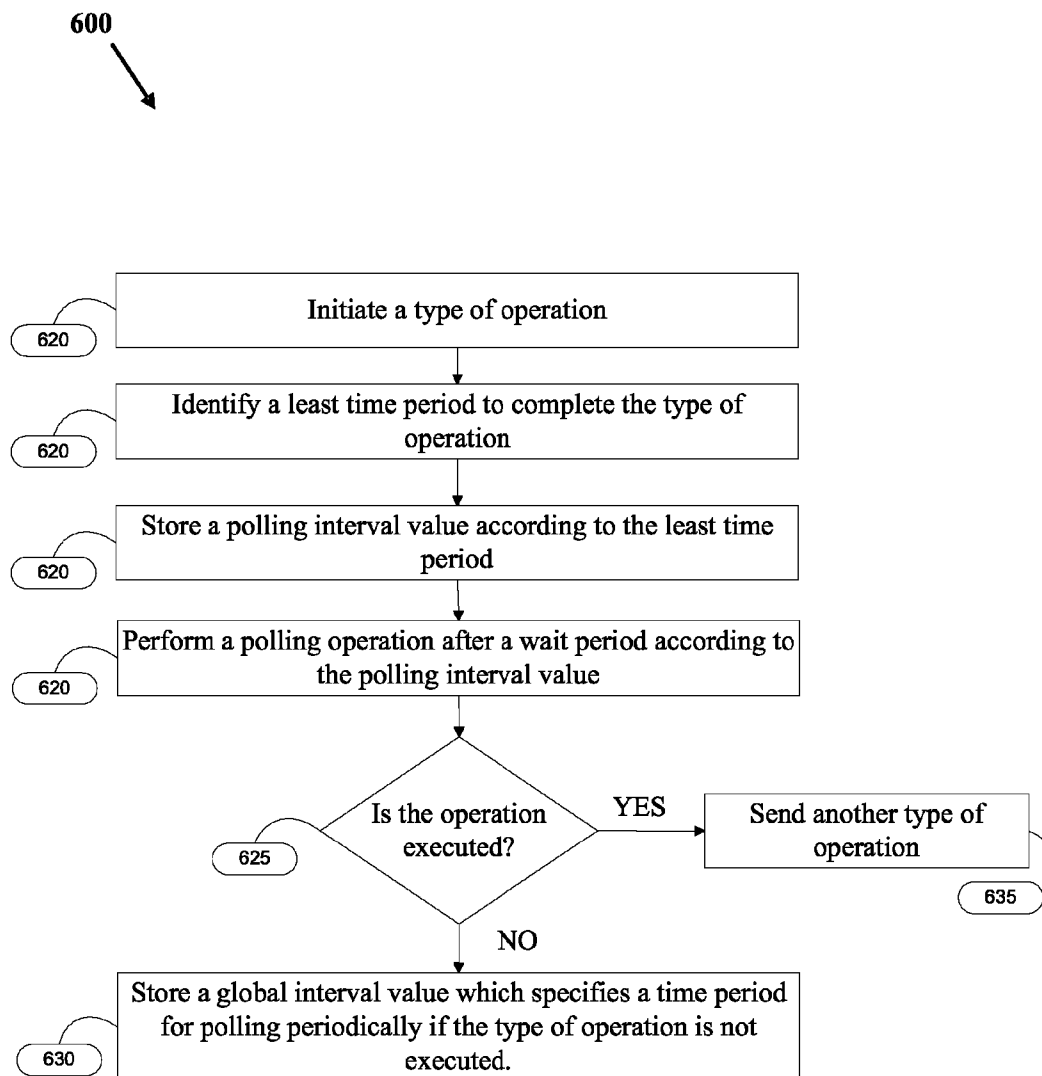 600
Initiate a type of operation
620
Identify a least time period to complete the type of
operation
620
Store a polling interval value according to the least time
period
620
Perform a polling operation after a wait period according to
the polling interval value
620
Is the operation
executed?
625
YES
Send another type of
operation
635
NO
Store a global interval value which specifies a time period
for polling periodically if the type of operation is not
executed.
630